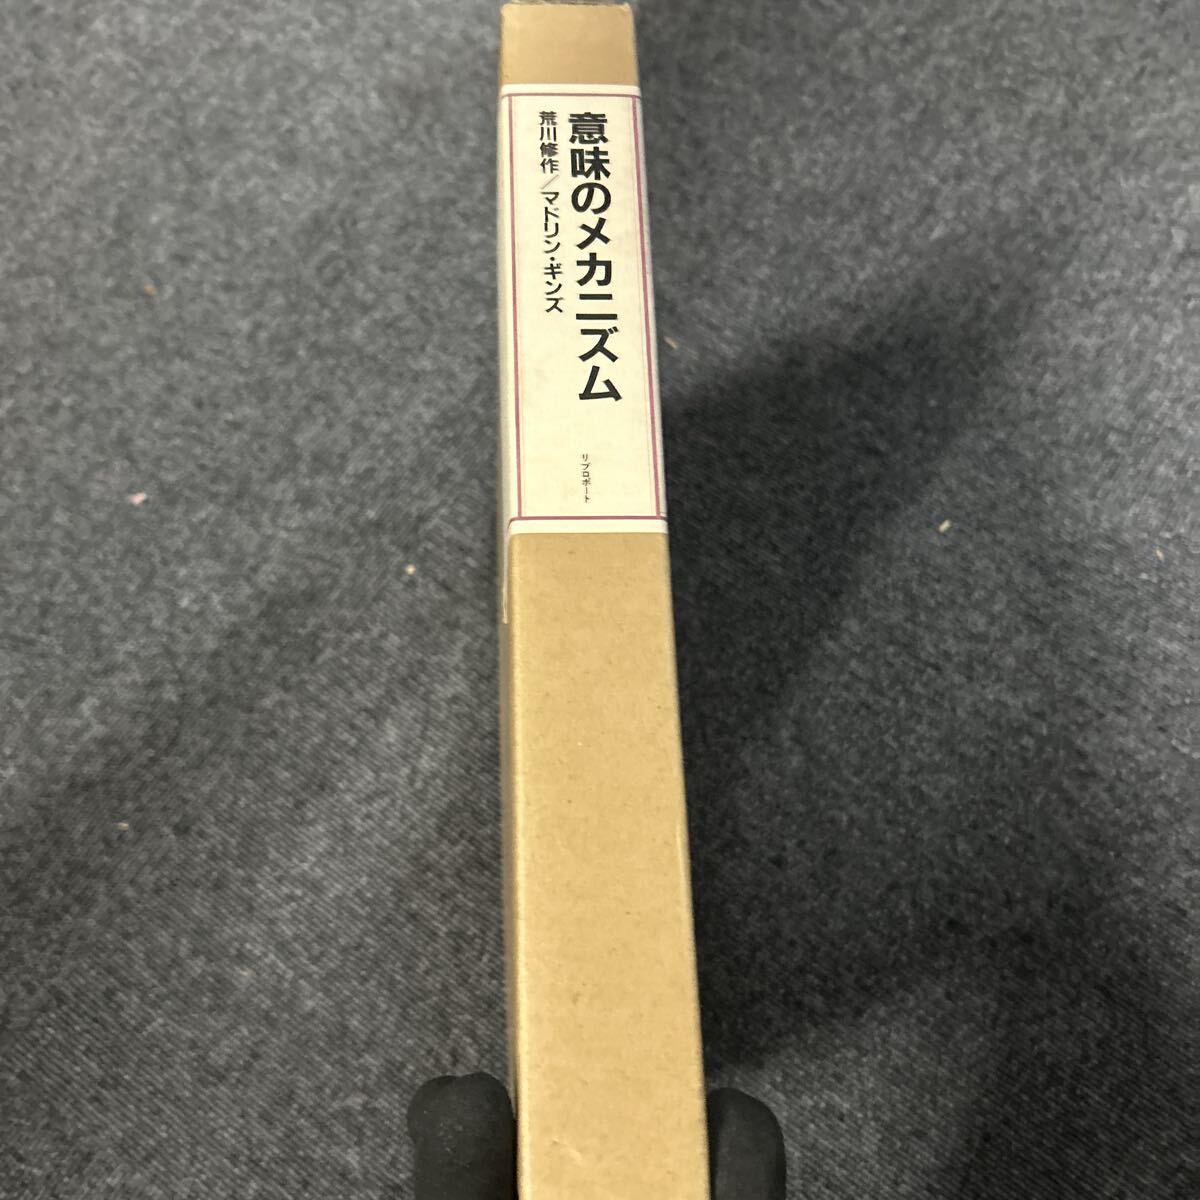 意味のメカニズム
荒川修作／マドリン・ギンズ
リブロポート